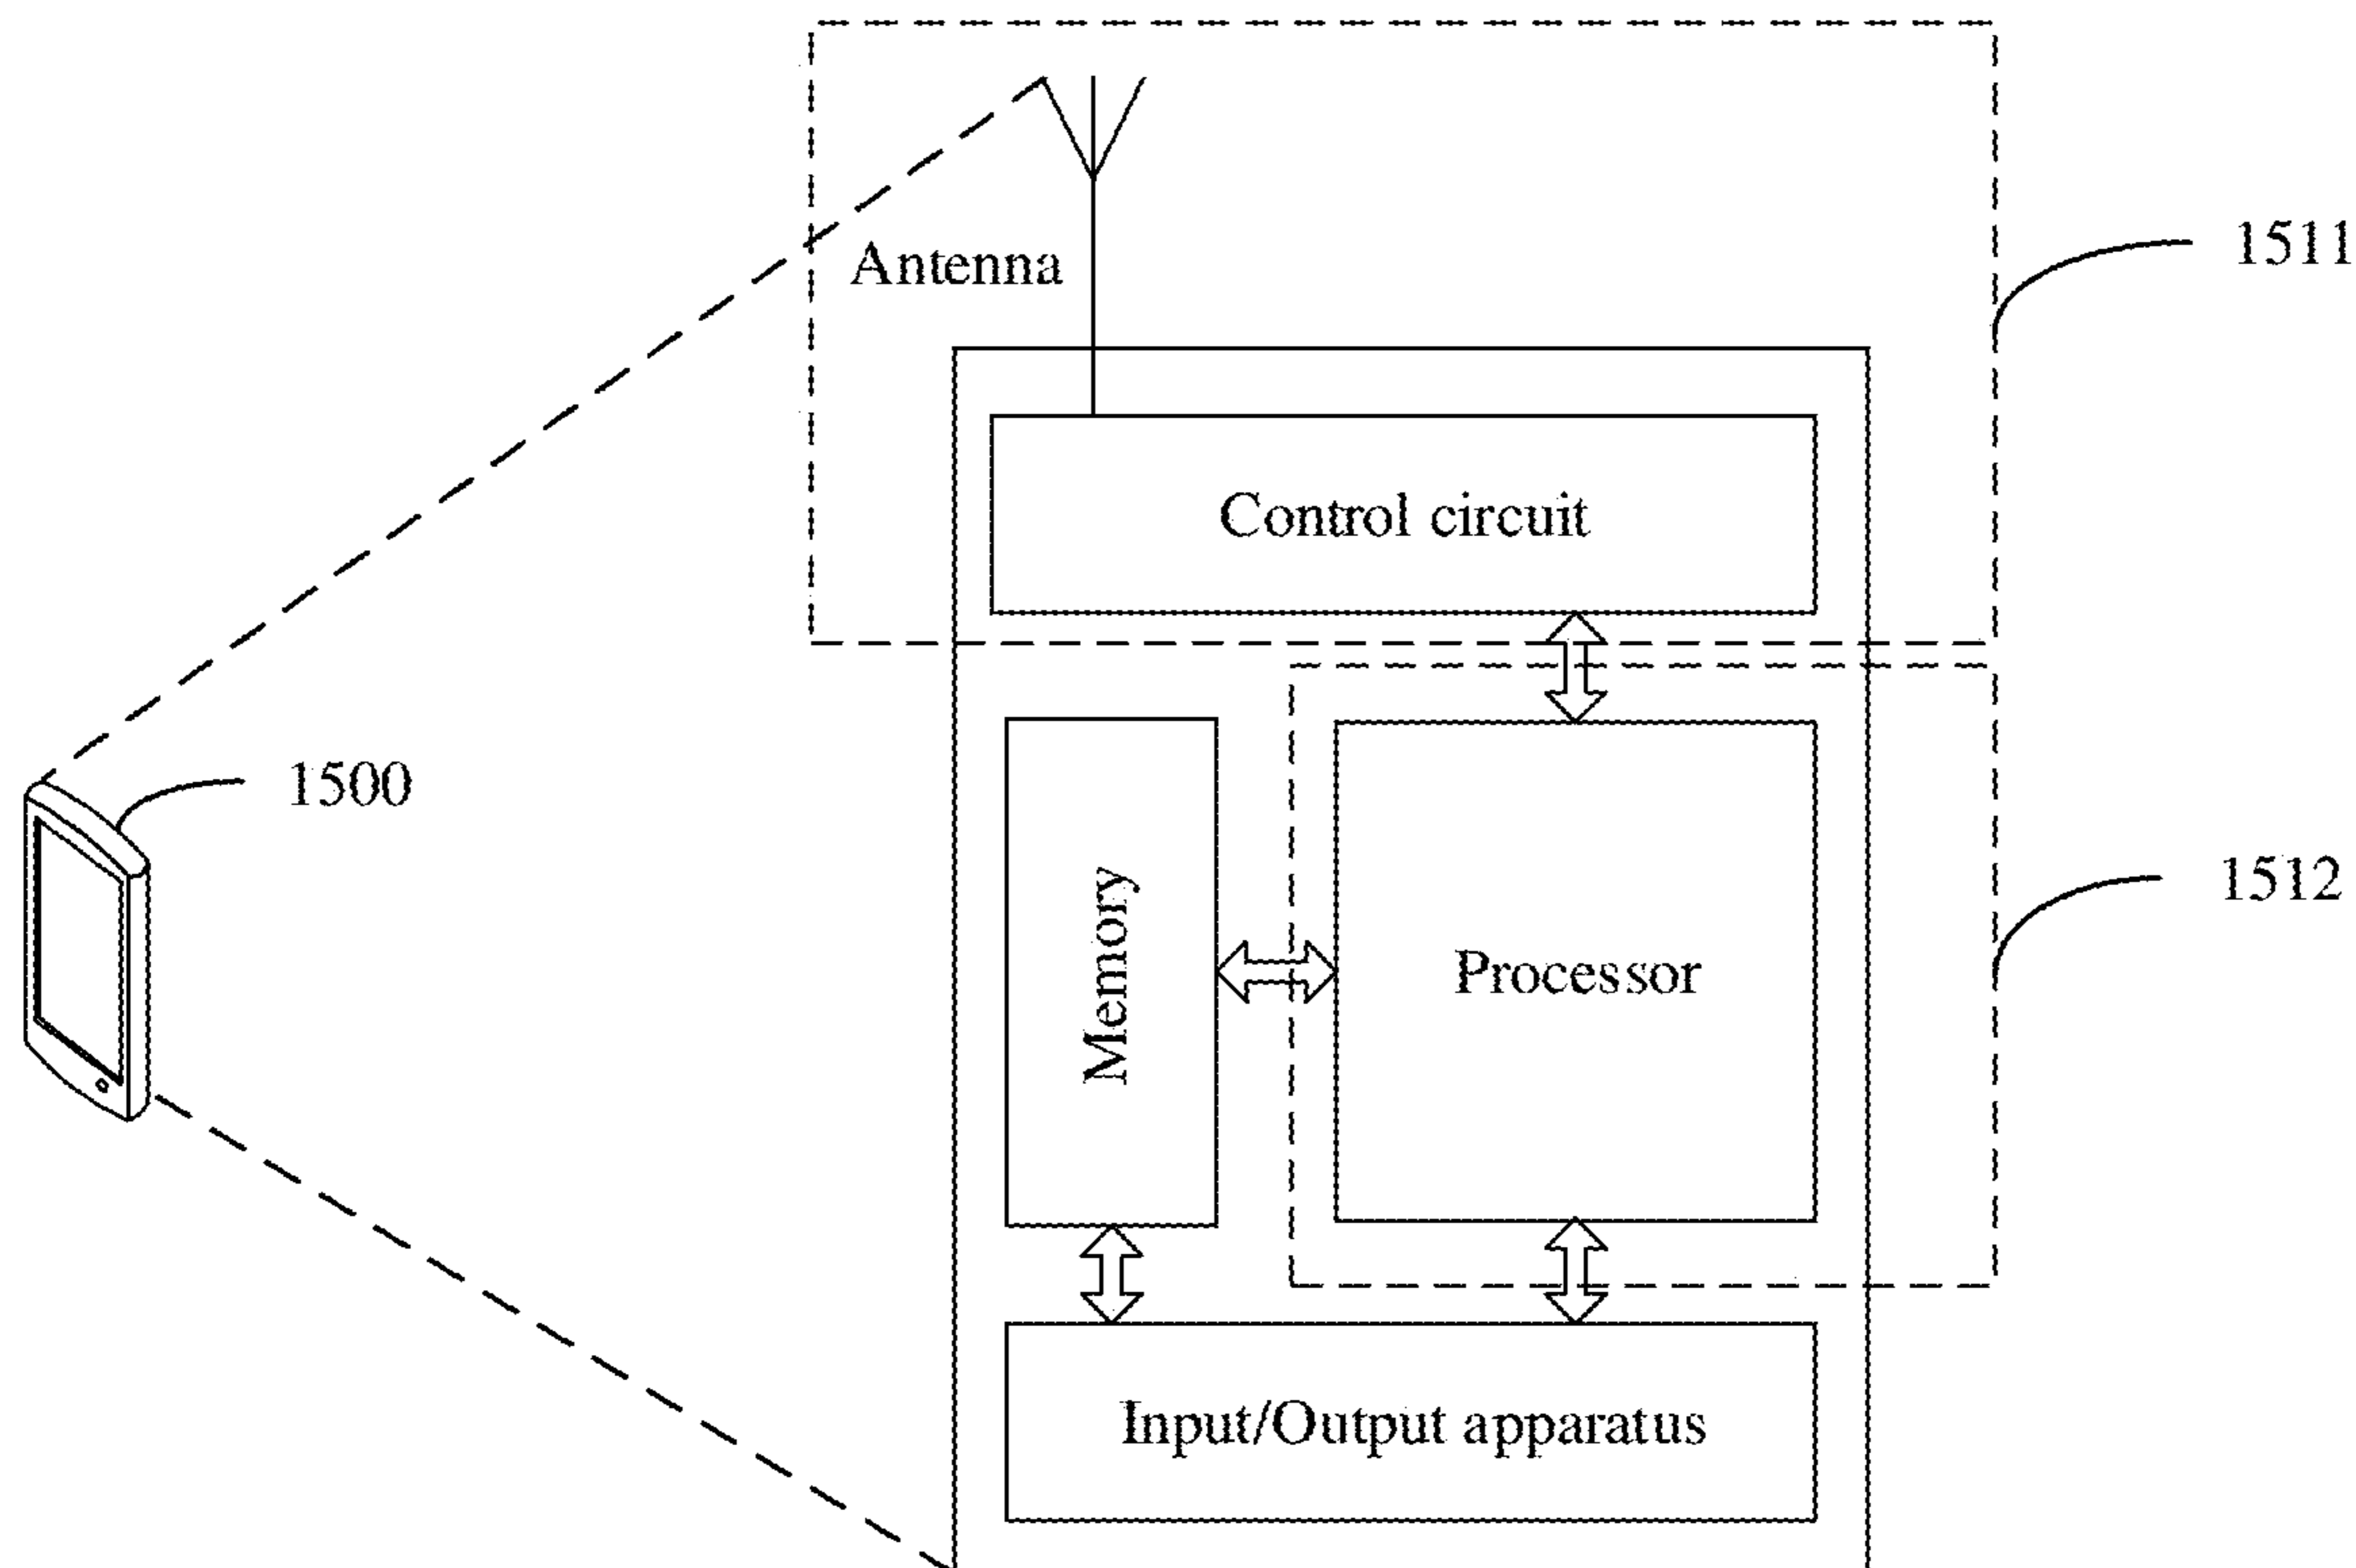 1511
Antenna
Control circuit
1500
Memory
Processor
1512
Input/Output apparatus